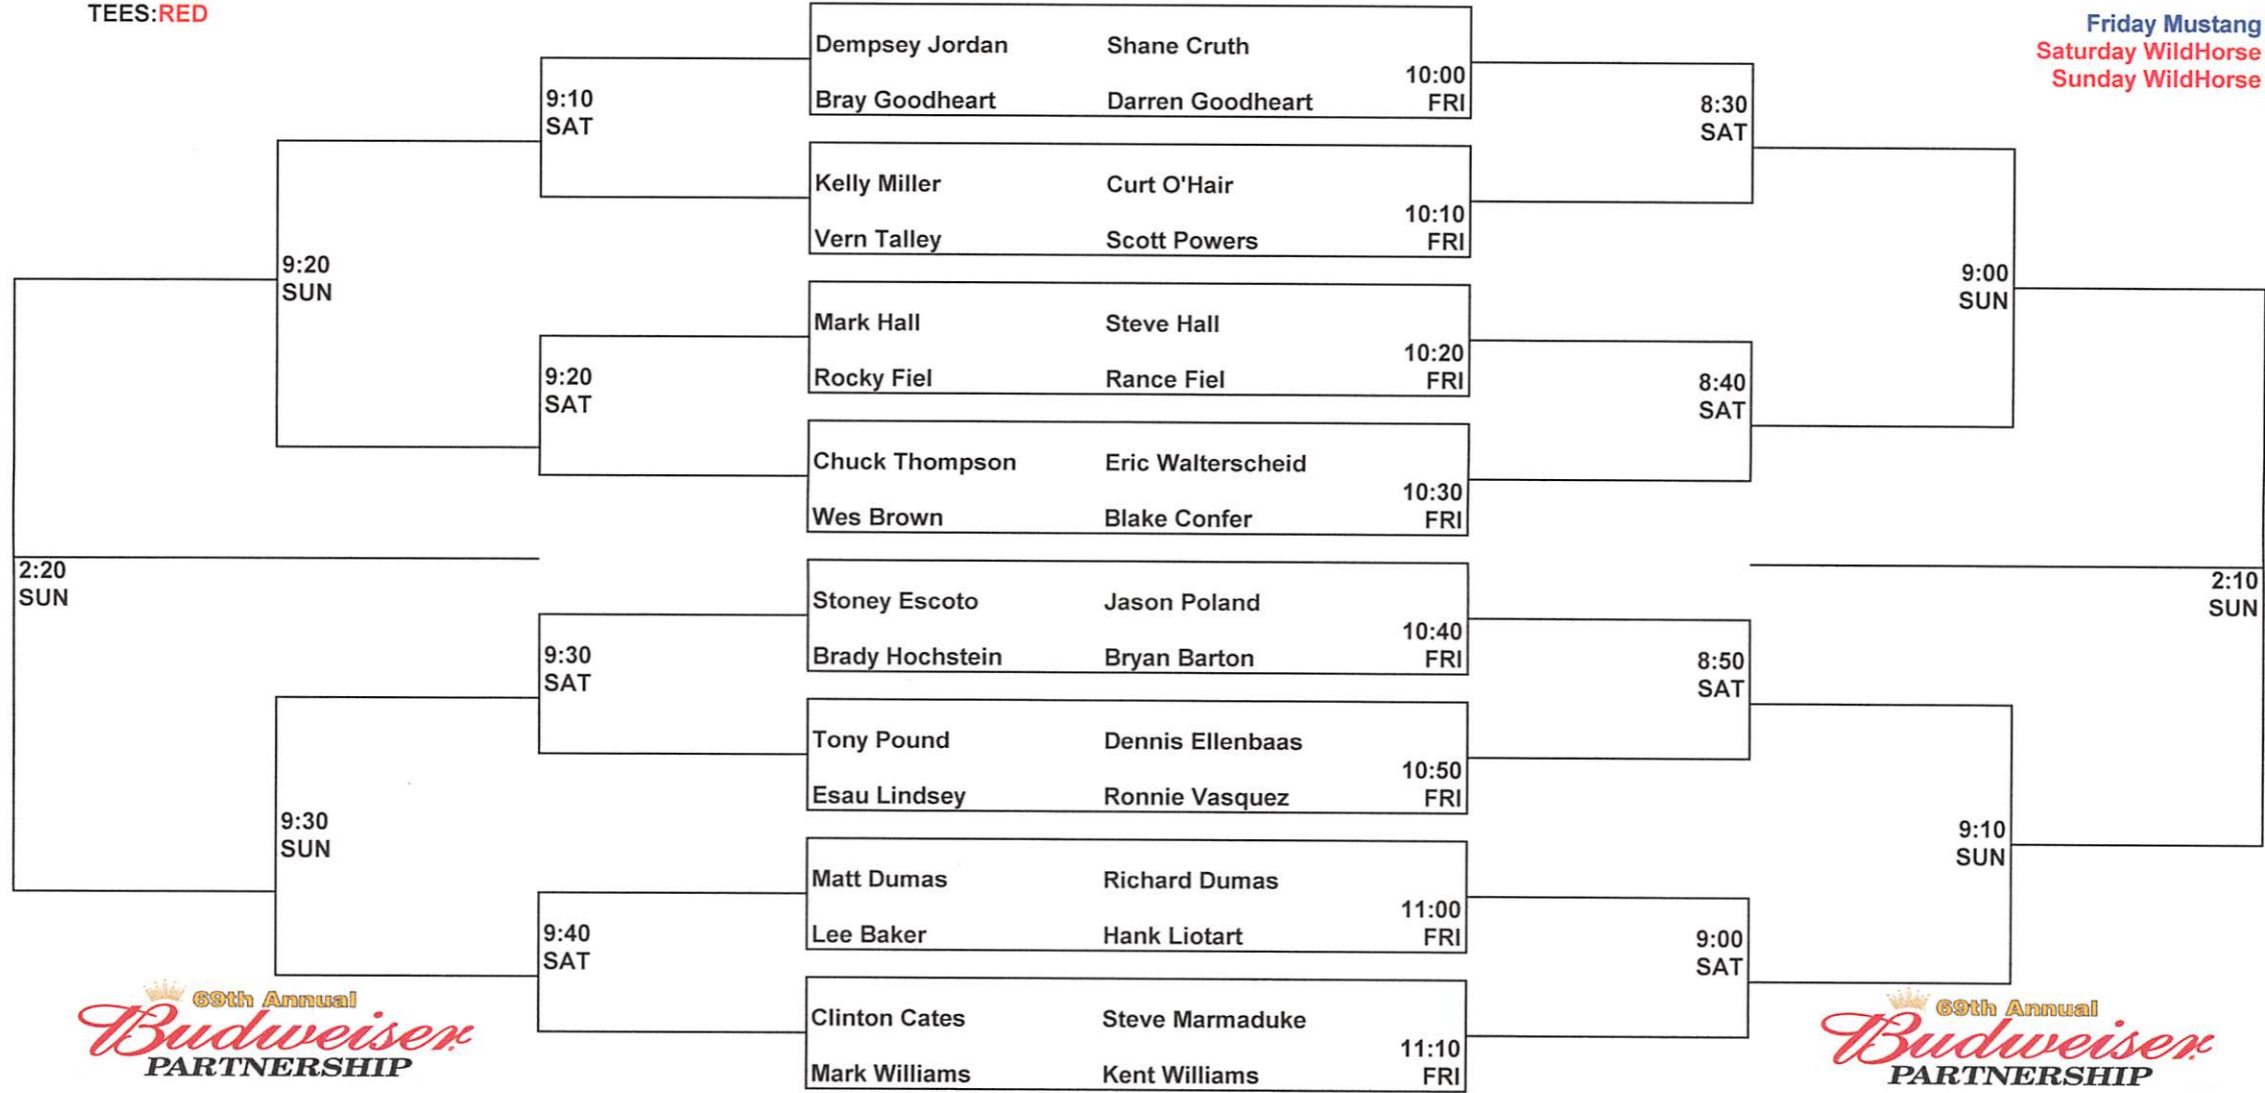 TEES:RED
Friday Mustang
Saturday WildHorse
Sunday WildHorse
Dempsey Jordan Shane Cruth
10:00
Bray Goodheart Darren Goodheart FRI
9:10
SAT
8:30
SAT
Kelly Miller Curt O'Hair
10:10
Vern Talley Scott Powers FRI
9:20
SUN
9:00
SUN
Mark Hall Steve Hall
10:20
Rocky Fiel Rance Fiel FRI
9:20
SAT
8:40
SAT
Chuck Thompson Eric Walterscheid
10:30
Wes Brown Blake Confer FRI
2:20
SUN
2:10
SUN
Stoney Escoto Jason Poland
10:40
Brady Hochstein Bryan Barton FRI
9:30
SAT
8:50
SAT
Tony Pound Dennis Ellenbaas
10:50
Esau Lindsey Ronnie Vasquez FRI
9:30
SUN
9:10
SUN
Matt Dumas Richard Dumas
11:00
Lee Baker Hank Liotart FRI
9:40
SAT
9:00
SAT
Clinton Cates Steve Marmaduke
11:10
Mark Williams Kent Williams FRI
69th Annual
Budweiser
PARTNERSHIP
69th Annual
Budweiser
PARTNERSHIP